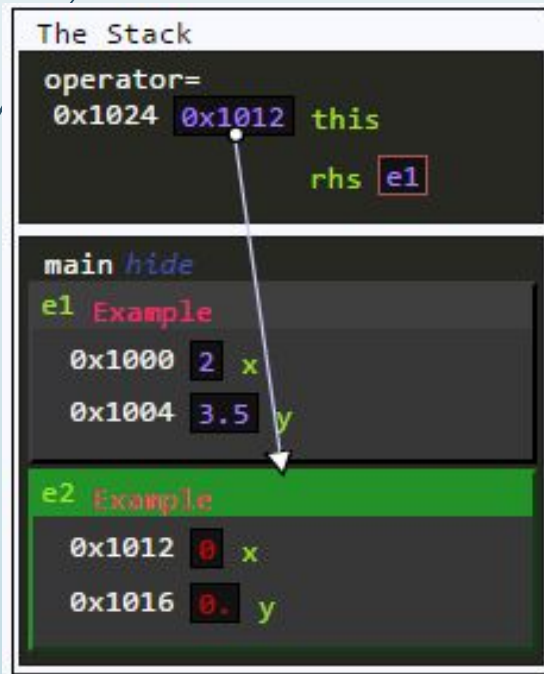 The Stack
operator=
0x1024 0x1012 this
rhs e1
main hide
e1 Example
0x1000 2 x
0x1004 3.5 y
e2 Example
0x1012 0 x
0x1016 0. y